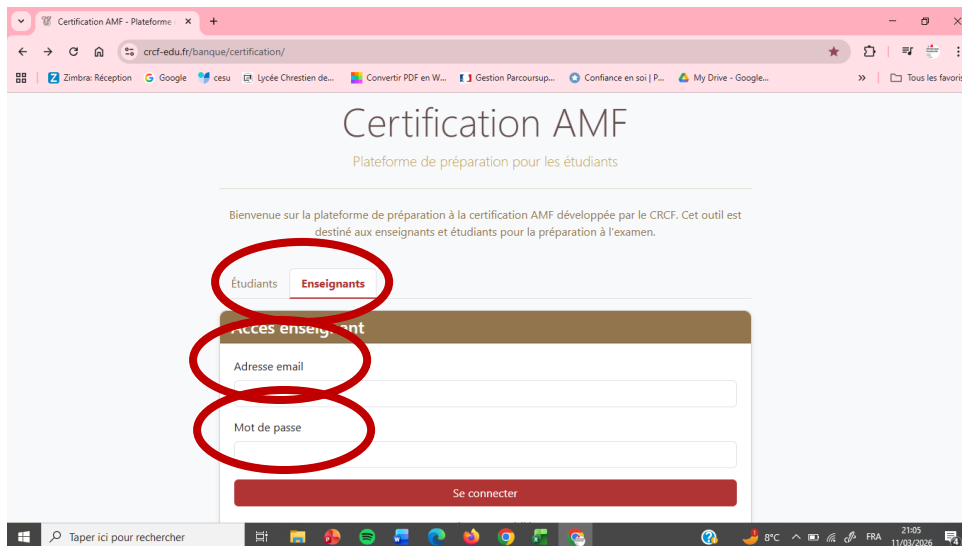 Certification AMF - Plateforme
crcf-edu.fr/banque/certification/
Zimbra: Réception Google cesu Lycée Chrestien de... Convertir PDF en W... Gestion Parcoursup... Confiance en soi | P... My Drive - Google... » Tous les favoris
Certification AMF
Plateforme de préparation pour les étudiants
Bienvenue sur la plateforme de préparation à la certification AMF développée par le CRCF. Cet outil est
destiné aux enseignants et étudiants pour la préparation à l'examen.
Étudiants Enseignants
Accès enseignant
Adresse email
Mot de passe
Se connecter
Taper ici pour rechercher 8°C FRA 21:05
11/03/2026